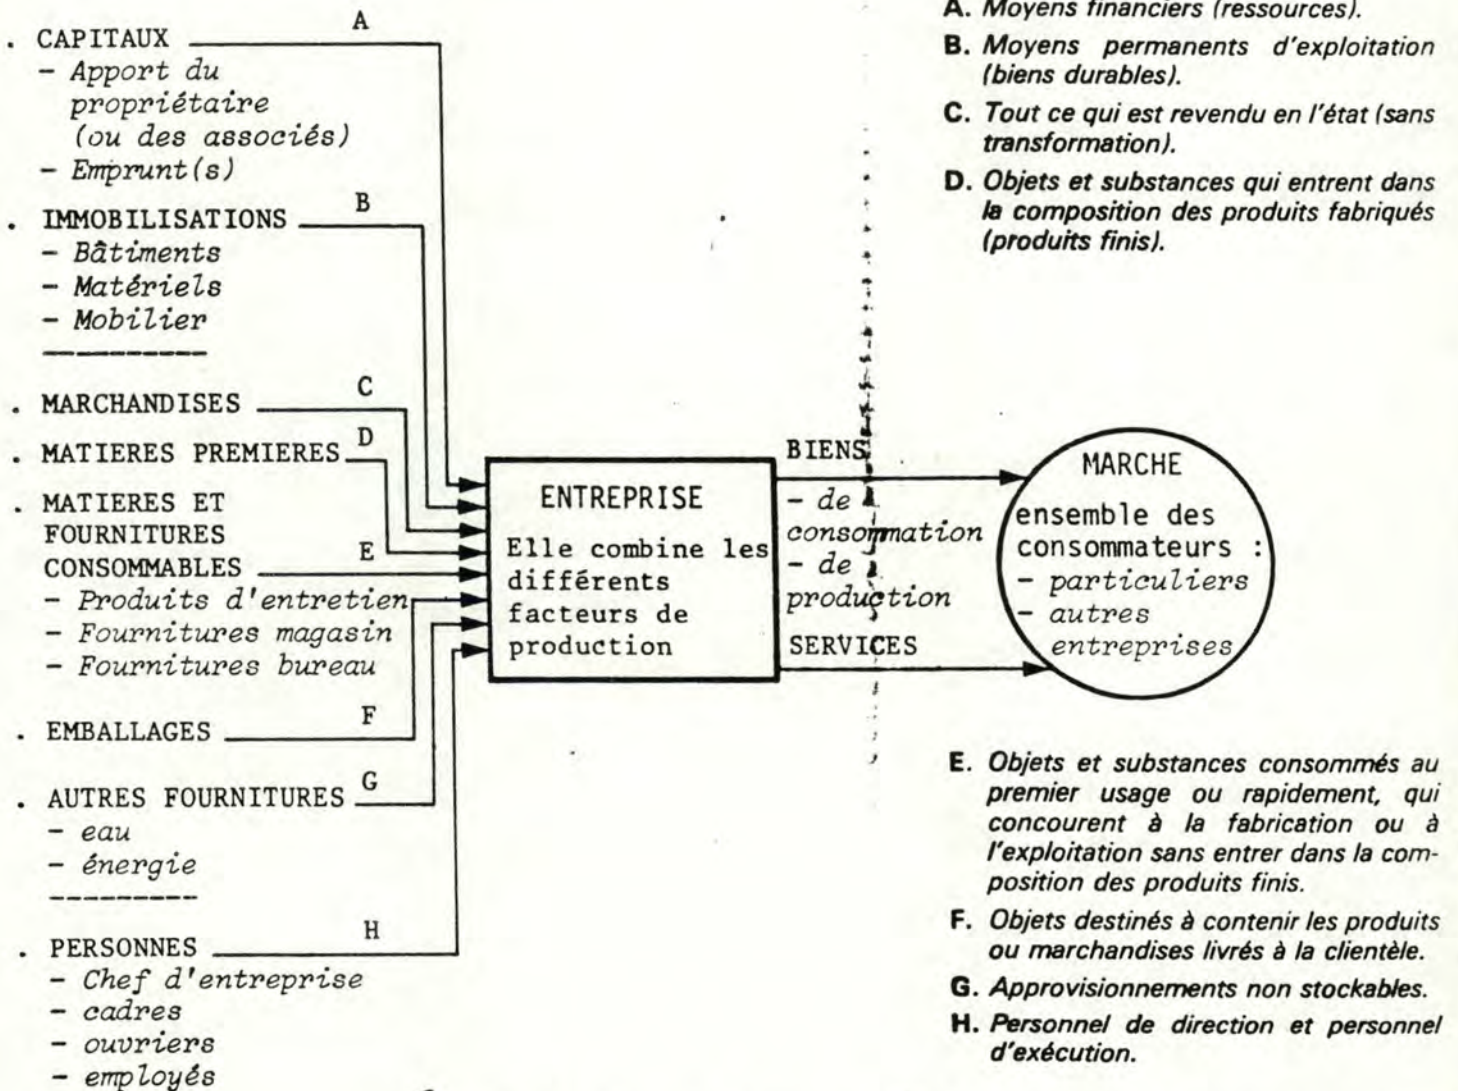 A
. CAPITAUX
- Apport du
propriétaire
(ou des associés)
- Emprunt(s)
B
. IMMOBILISATIONS
- Bâtiments
- Matériels
- Mobilier
----------
C
. MARCHANDISES
D
. MATIERES PREMIERES
. MATIERES ET
FOURNITURES
E
CONSOMMABLES
- Produits d'entretien
- Fournitures magasin
- Fournitures bureau
F
. EMBALLAGES
G
. AUTRES FOURNITURES
- eau
- énergie
---------
H
. PERSONNES
- Chef d'entreprise
- cadres
- ouvriers
- employés
ENTREPRISE
Elle combine les
différents
facteurs de
production
BIENS
- de
consommation
- de
production
SERVICES
MARCHE
ensemble des
consommateurs :
- particuliers
- autres
entreprises
A. Moyens financiers (ressources).
B. Moyens permanents d'exploitation
(biens durables).
C. Tout ce qui est revendu en l'état (sans
transformation).
D. Objets et substances qui entrent dans
la composition des produits fabriqués
(produits finis).
E. Objets et substances consommés au
premier usage ou rapidement, qui
concourent à la fabrication ou à
l'exploitation sans entrer dans la com-
position des produits finis.
F. Objets destinés à contenir les produits
ou marchandises livrés à la clientèle.
G. Approvisionnements non stockables.
H. Personnel de direction et personnel
d'exécution.